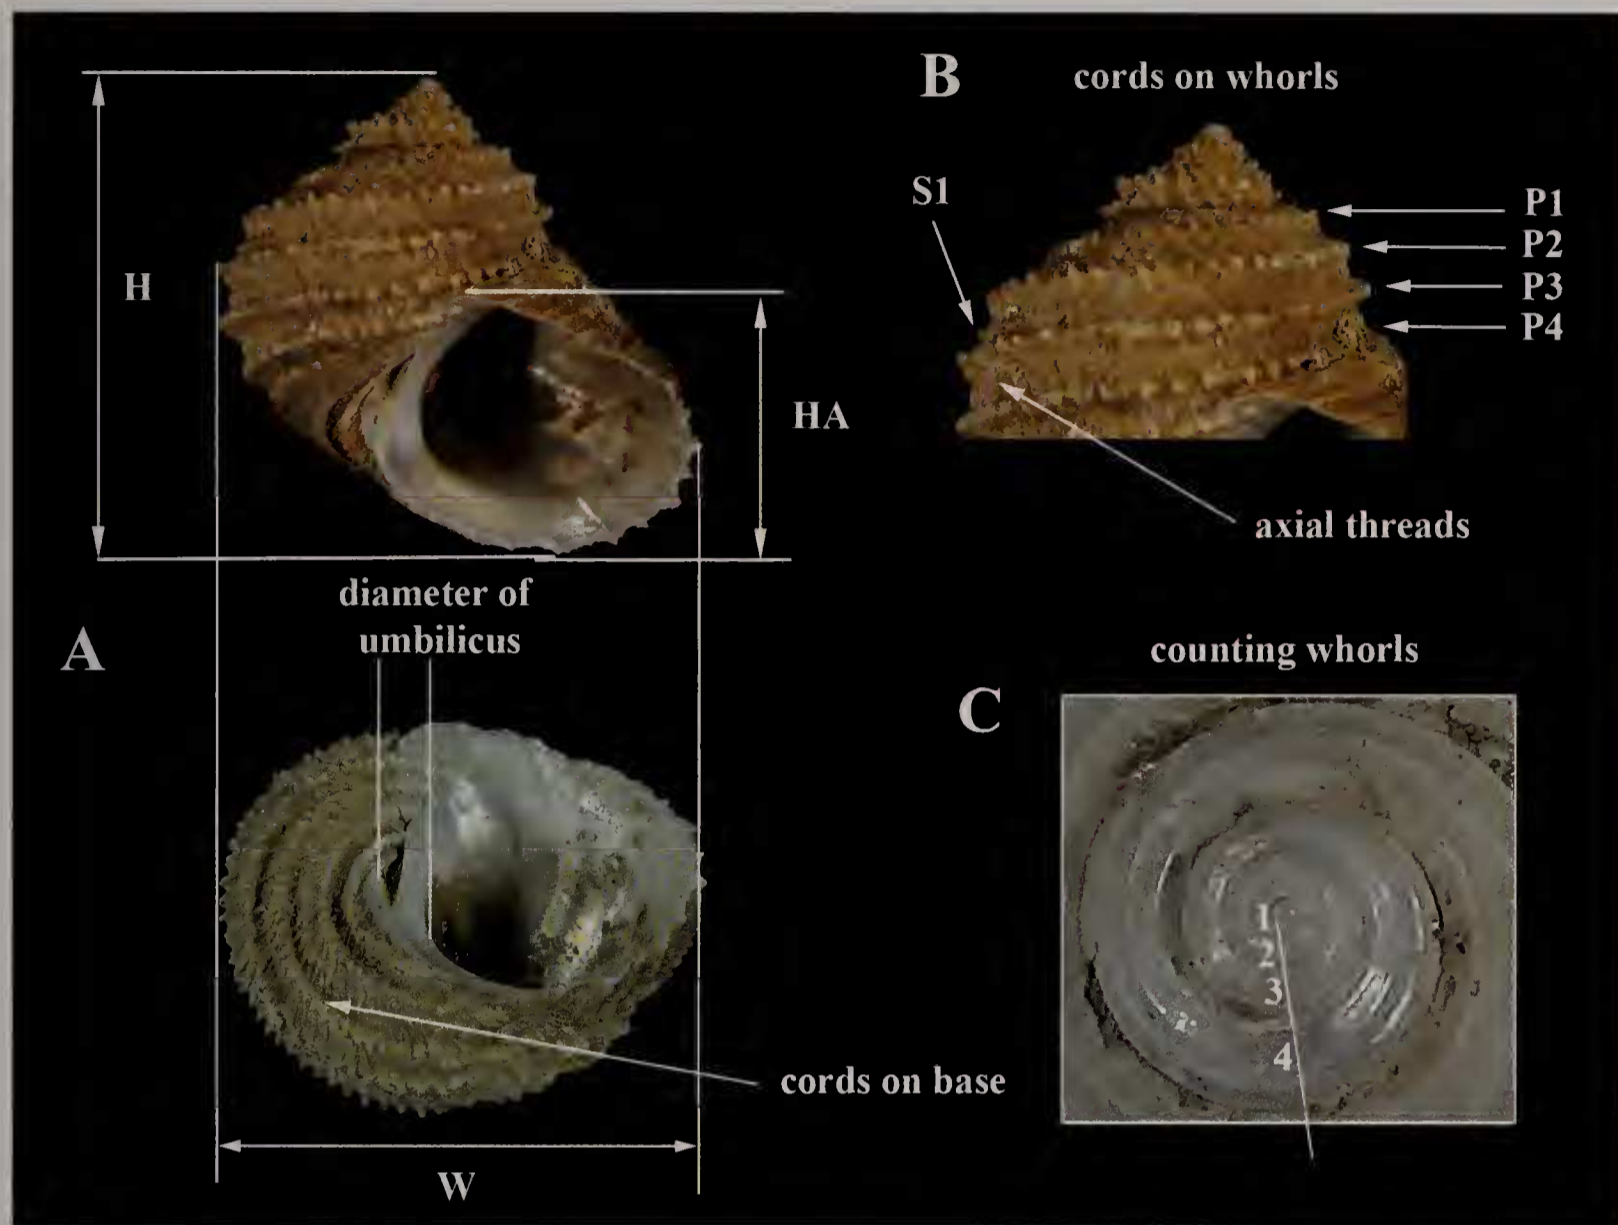 A
H
HA
diameter of
umbilicus
cords on base
W
B
cords on whorls
S1
P1
P2
P3
P4
axial threads
counting whorls
C
1
2
3
4